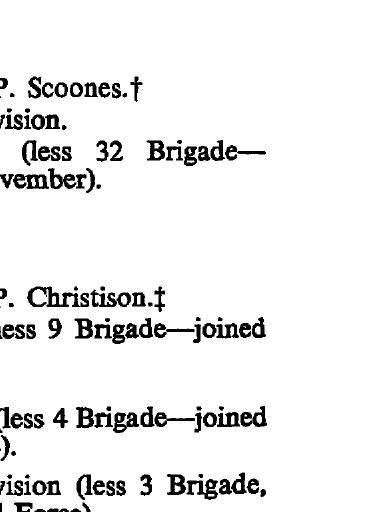 P. Scoones.†
vision.
(less 32 Brigade—
vember).
P. Christison.‡
less 9 Brigade—joined
(less 4 Brigade—joined
).
vision (less 3 Brigade,
Force)